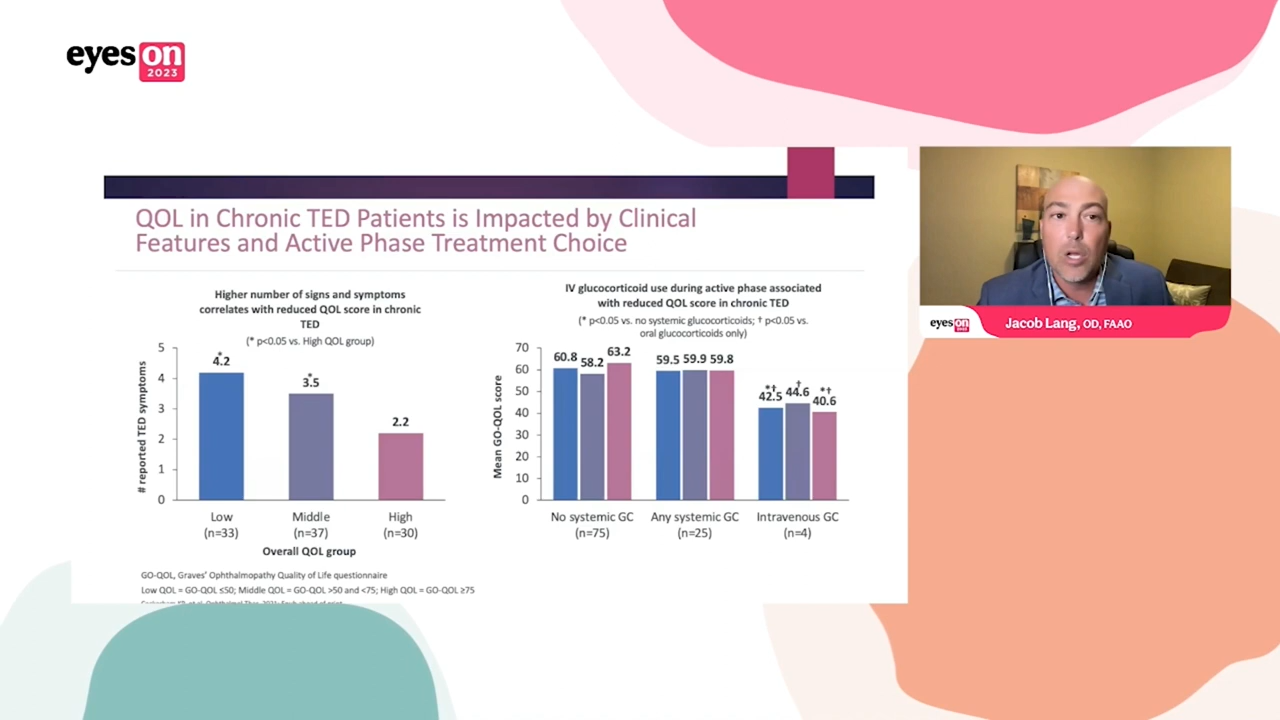 eyes on
2023
QOL in Chronic TED Patients is Impacted by Clinical
Features and Active Phase Treatment Choice
Higher number of signs and symptoms
correlates with reduced QOL score in chronic
TED
(* p<0.05 vs. High QOL group)
# reported TED symptoms
5
4
3
2
1
0
*
4.2
*
3.5
2.2
Low
(n=33)
Middle
(n=37)
High
(n=30)
Overall QOL group
IV glucocorticoid use during active phase associated
with reduced QOL score in chronic TED
(* p<0.05 vs. no systemic glucocorticoids; † p<0.05 vs.
oral glucocorticoids only)
Mean GO-QOL score
70
60
50
40
30
20
10
0
60.8 58.2 63.2
59.5 59.9 59.8
*† † *†
42.5 44.6 40.6
No systemic GC
(n=75)
Any systemic GC
(n=25)
Intravenous GC
(n=4)
GO-QOL, Graves' Ophthalmopathy Quality of Life questionnaire
Low QOL = GO-QOL ≤50; Middle QOL = GO-QOL >50 and <75; High QOL = GO-QOL ≥75
eyes on
2023
Jacob Lang, OD, FAAO